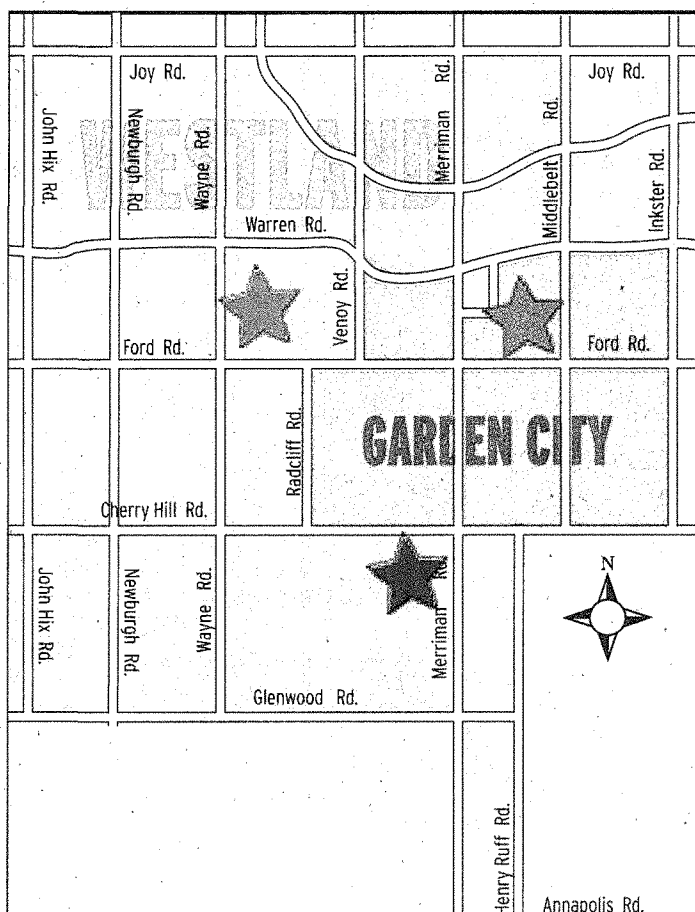 Joy Rd.
Joy Rd.
John Hix Rd.
Newburgh Rd.
Wayne Rd.
WESTLAND
Merriman Rd.
Middlebelt Rd.
Inkster Rd.
Warren Rd.
Venoy Rd.
Ford Rd.
Ford Rd.
Radcliff Rd.
GARDEN CITY
Cherry Hill Rd.
John Hix Rd.
Newburgh Rd.
Wayne Rd.
Merriman Rd.
N
Glenwood Rd.
Henry Ruff Rd.
Annapolis Rd.